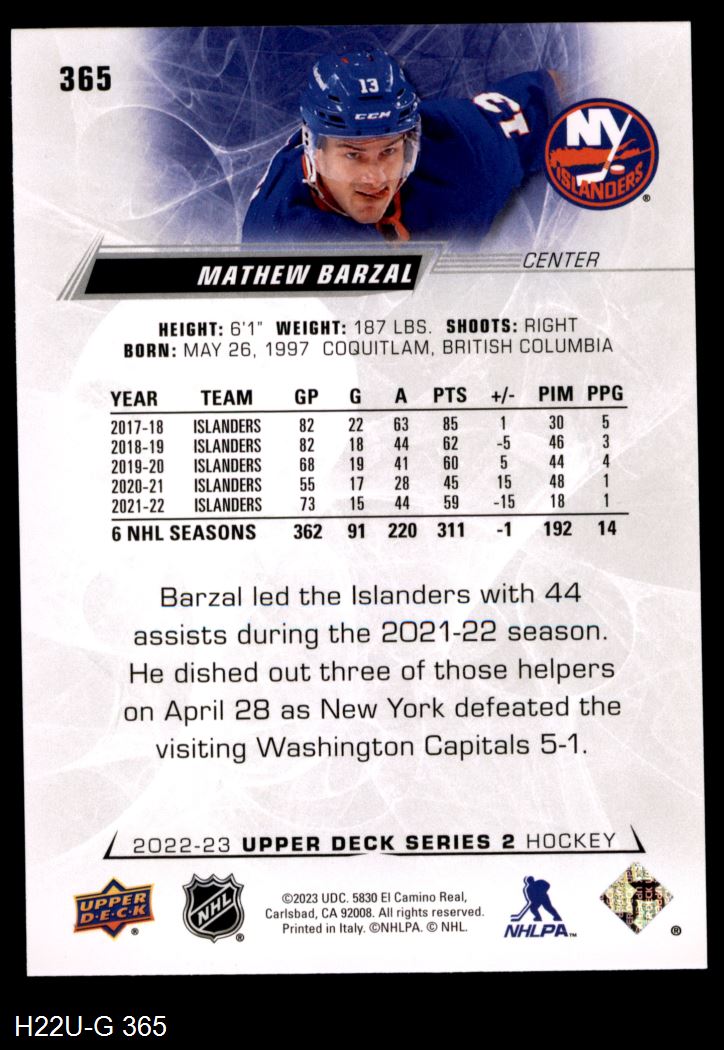 365
13
CCM
13
NY
ISLANDERS
®
CENTER
MATHEW BARZAL
HEIGHT: 6'1" WEIGHT: 187 LBS. SHOOTS: RIGHT
BORN: MAY 26, 1997 COQUITLAM, BRITISH COLUMBIA
YEAR TEAM GP G A PTS +/- PIM PPG
2017-18 ISLANDERS 82 22 63 85 1 30 5
2018-19 ISLANDERS 82 18 44 62 -5 46 3
2019-20 ISLANDERS 68 19 41 60 5 44 4
2020-21 ISLANDERS 55 17 28 45 15 48 1
2021-22 ISLANDERS 73 15 44 59 -15 18 1
6 NHL SEASONS 362 91 220 311 -1 192 14
Barzal led the Islanders with 44
assists during the 2021-22 season.
He dished out three of those helpers
on April 28 as New York defeated the
visiting Washington Capitals 5-1.
2022-23 UPPER DECK SERIES 2 HOCKEY
UPPER
D·E·C·K
®
NHL
®
©2023 UDC. 5830 El Camino Real,
Carlsbad, CA 92008. All rights reserved.
Printed in Italy. ©NHLPA. © NHL.
NHLPA™
®
H22U-G 365